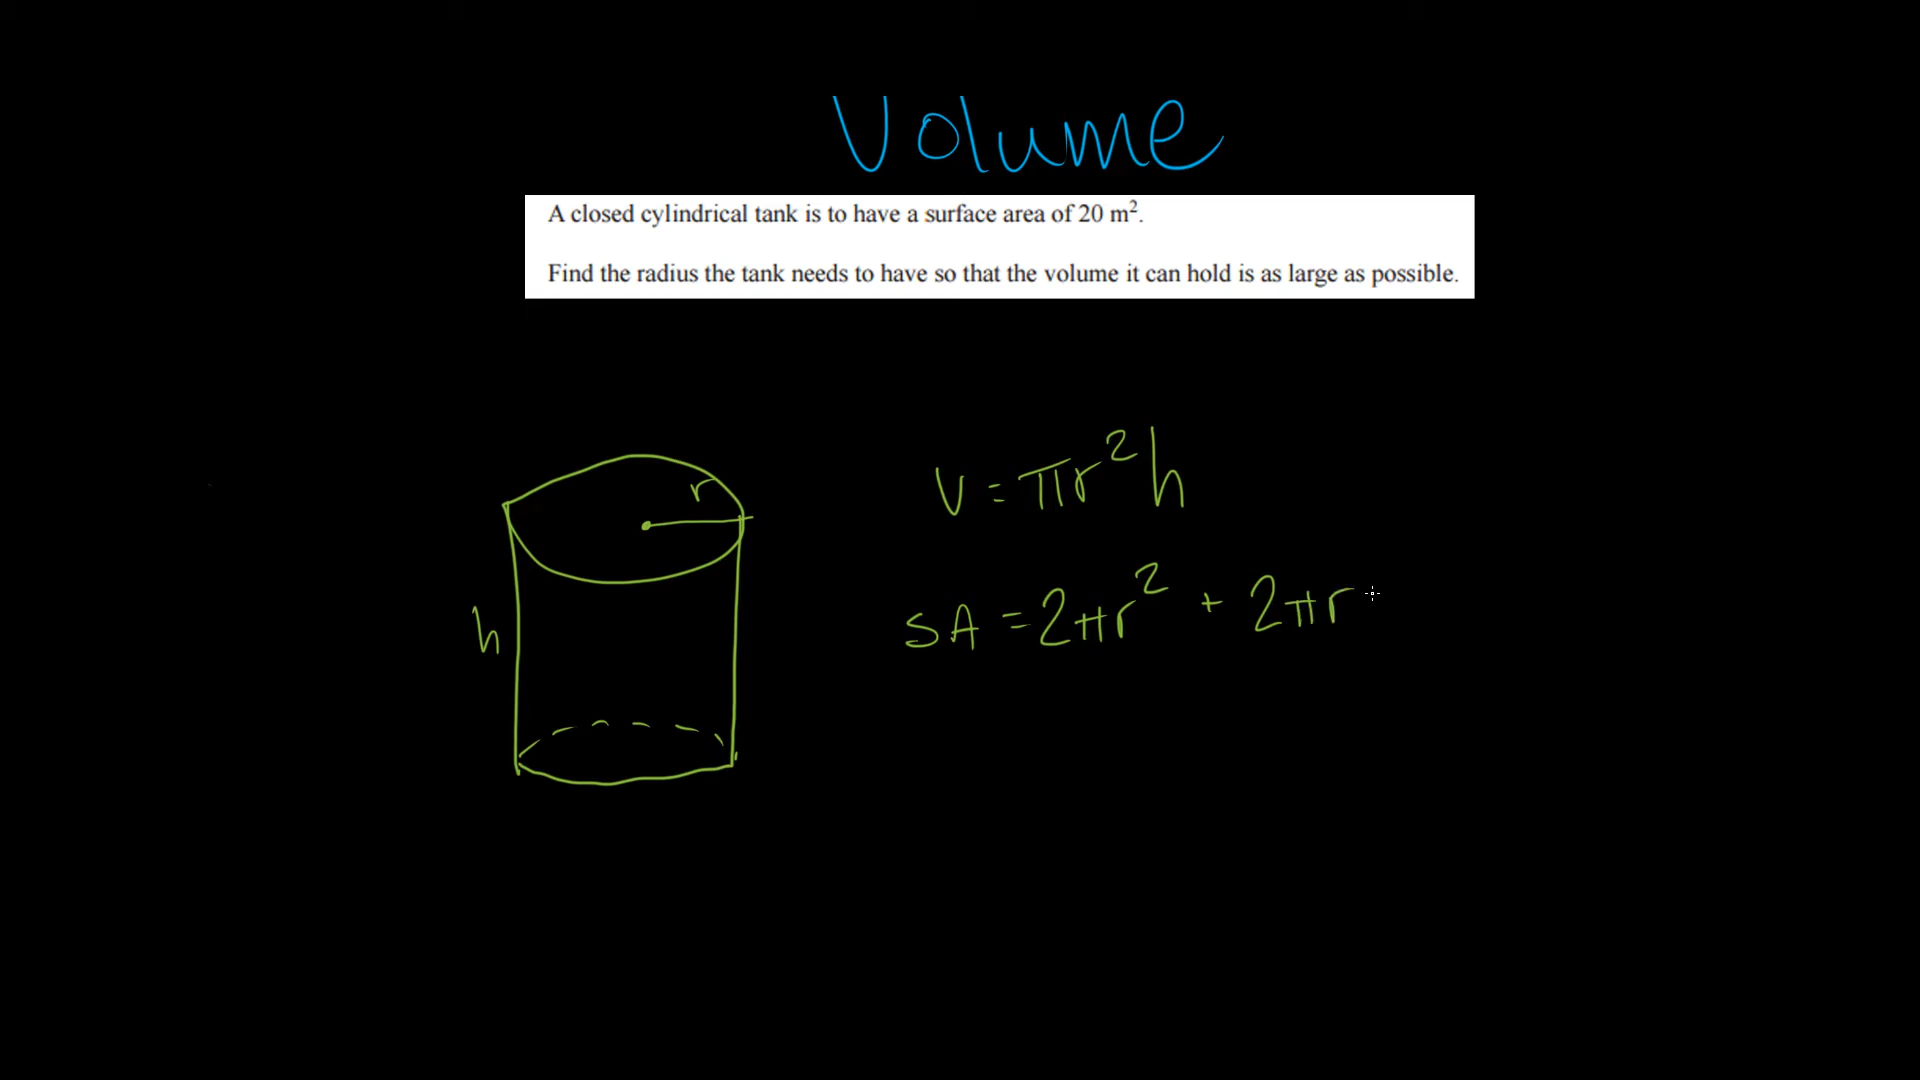 Volume
A closed cylindrical tank is to have a surface area of 20 m².
Find the radius the tank needs to have so that the volume it can hold is as large as possible.
r
V = πr²h
h
SA = 2πr² + 2πr